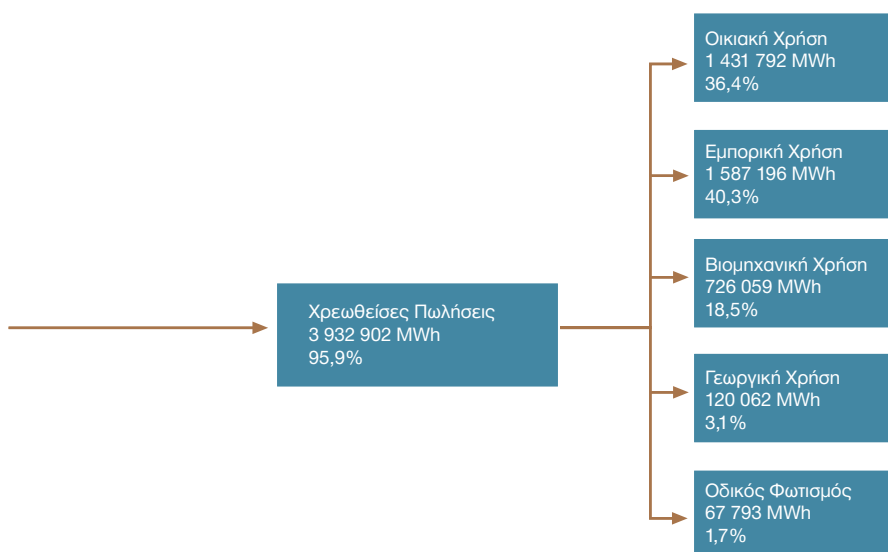 Οικιακή Χρήση
1 431 792 MWh
36,4%
Εμπορική Χρήση
1 587 196 MWh
40,3%
Βιομηχανική Χρήση
726 059 MWh
18,5%
Χρεωθείσες Πωλήσεις
3 932 902 MWh
95,9%
Γεωργική Χρήση
120 062 MWh
3,1%
Οδικός Φωτισμός
67 793 MWh
1,7%